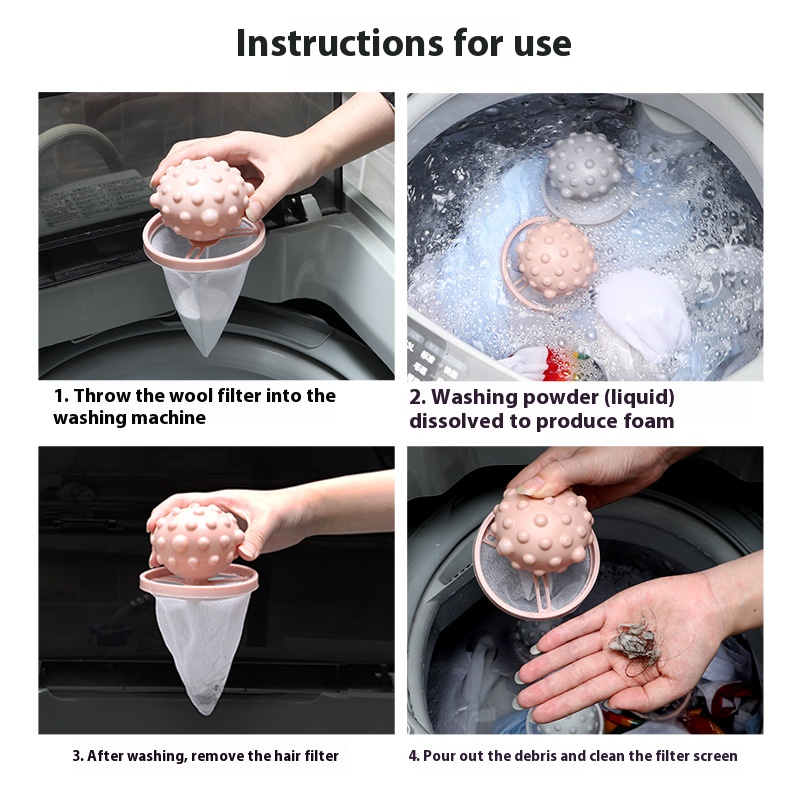 Instructions for use
1. Throw the wool filter into the
washing machine
2. Washing powder (liquid)
dissolved to produce foam
3. After washing, remove the hair filter
4. Pour out the debris and clean the filter screen